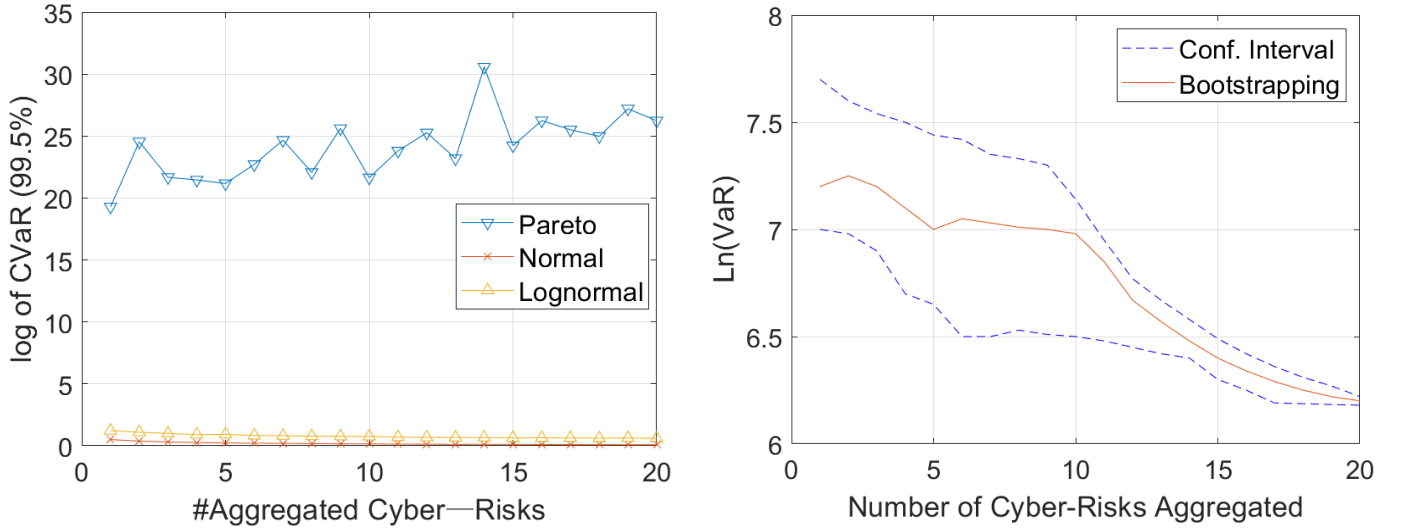 35
30
25
20
15
10
5
0
log of CVaR (99.5%)
Pareto
Normal
Lognormal
0 5 10 15 20
#Aggregated Cyber—Risks
8
7.5
7
6.5
6
Ln(VaR)
Conf. Interval
Bootstrapping
0 5 10 15 20
Number of Cyber-Risks Aggregated